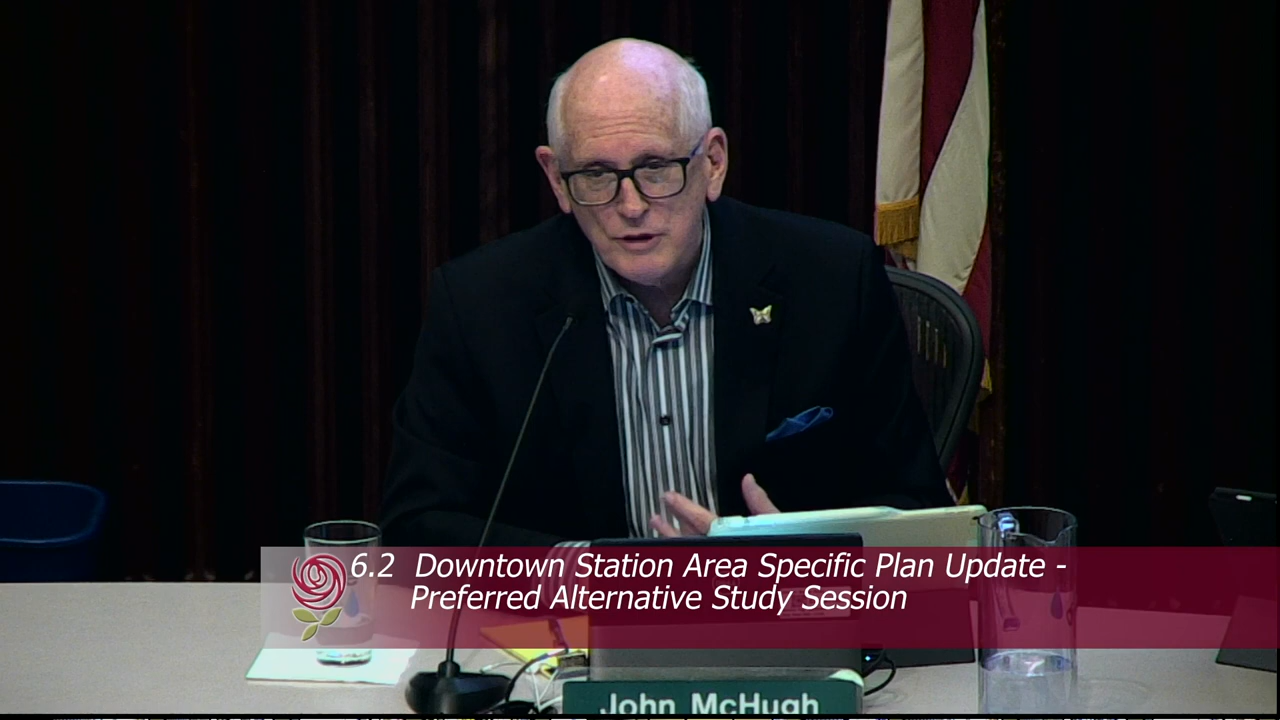 6.2 Downtown Station Area Specific Plan Update -
Preferred Alternative Study Session
John McHugh